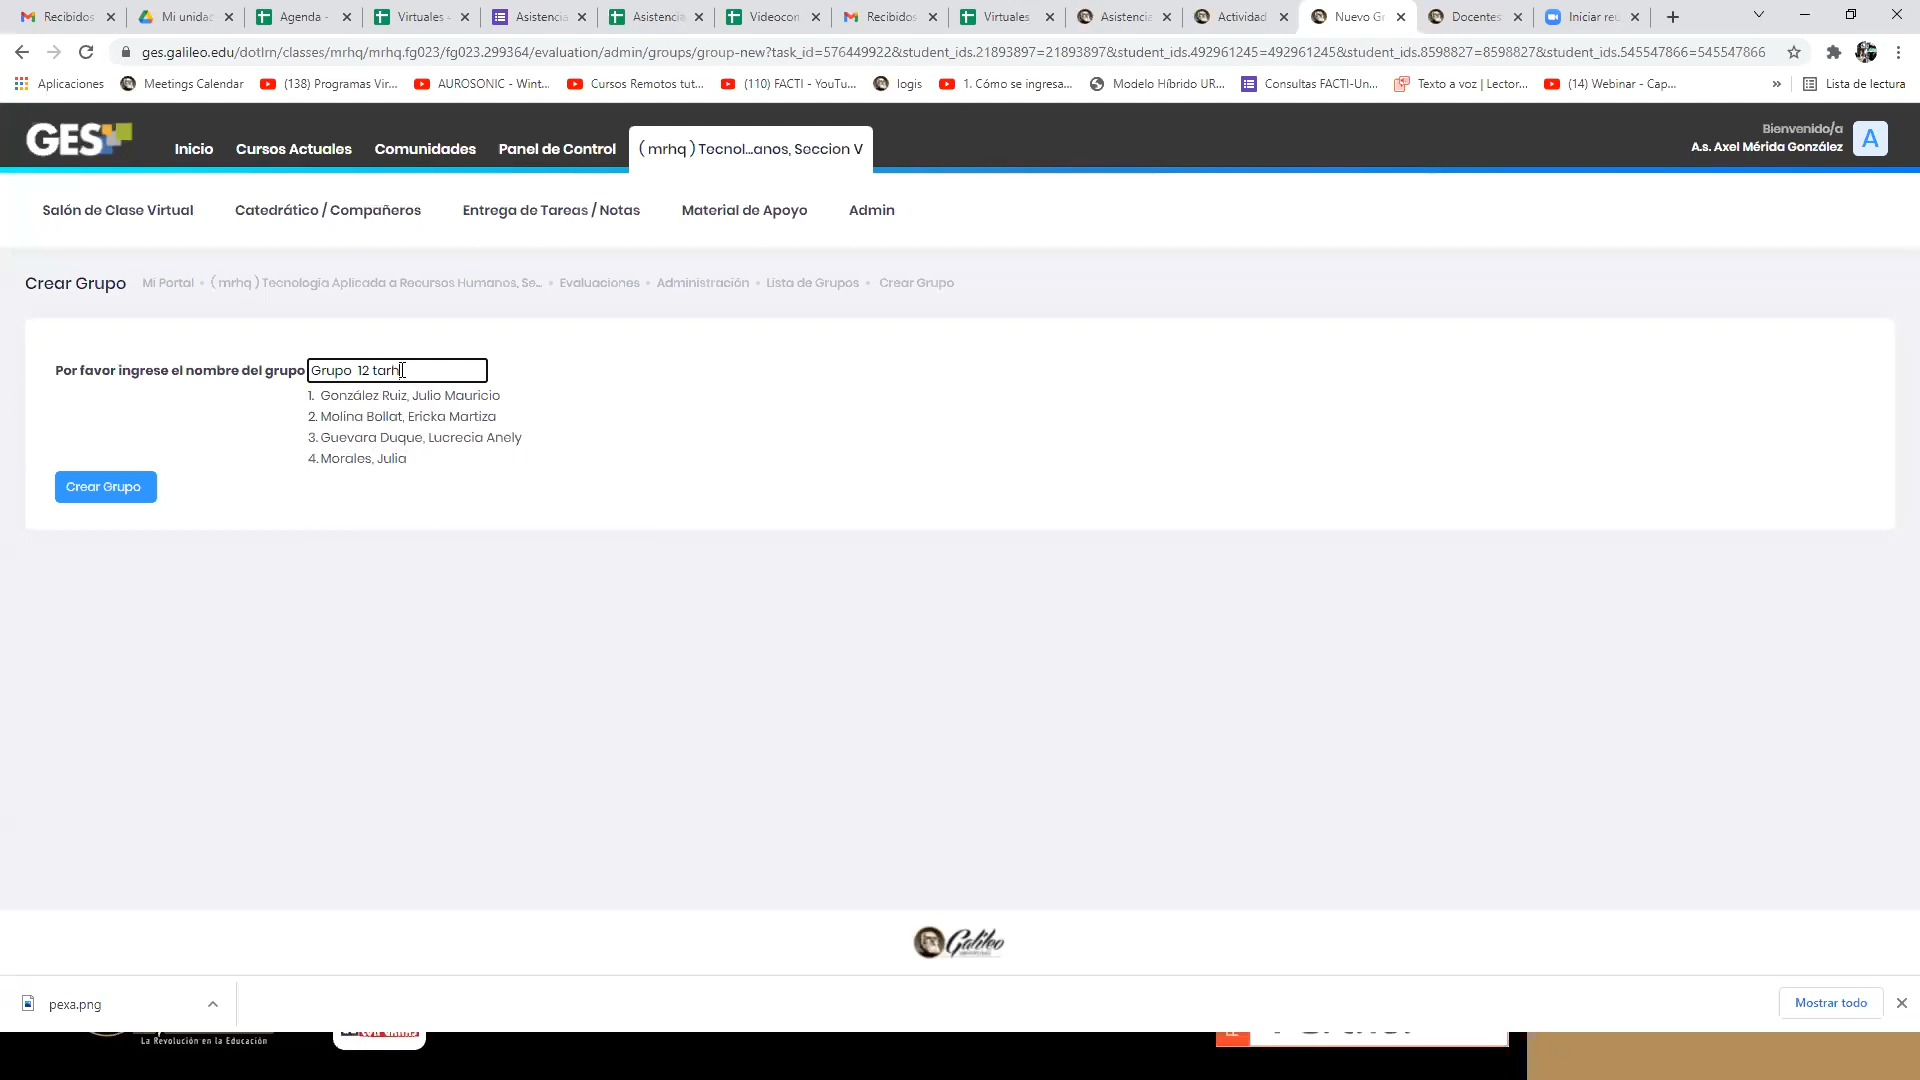 Recibidos
Mi unidad
Agenda -
Virtuales -
Asistencia
Asistencia
Videocon
Recibidos
Virtuales
Asistencia
Actividad
Nuevo Gr
Docentes
Iniciar reu
ges.galileo.edu/dotlrn/classes/mrhq/mrhq.fg023/fg023.299364/evaluation/admin/groups/group-new?task_id=576449922&student_ids.21893897=21893897&student_ids.492961245=492961245&student_ids.8598827=8598827&student_ids.545547866=545547866
Aplicaciones
Meetings Calendar
(138) Programas Vir...
AUROSONIC - Wint...
Cursos Remotos tut...
(110) FACTI - YouTu...
logis
1. Cómo se ingresa...
Modelo Híbrido UR...
Consultas FACTI-Un...
Texto a voz | Lector...
(14) Webinar - Cap...
»
Lista de lectura
GES
Inicio
Cursos Actuales
Comunidades
Panel de Control
( mrhq ) Tecnol...anos, Seccion V
Bienvenido/a
A.s. Axel Mérida González
A
Salón de Clase Virtual
Catedrático / Compañeros
Entrega de Tareas / Notas
Material de Apoyo
Admin
Crear Grupo
Mi Portal • ( mrhq ) Tecnología Aplicada a Recursos Humanos, Se... • Evaluaciones • Administración • Lista de Grupos • Crear Grupo
Por favor ingrese el nombre del grupo Grupo 12 tarh
1. González Ruiz, Julio Mauricio
2. Molina Bollat, Ericka Martiza
3. Guevara Duque, Lucrecia Anely
4. Morales, Julia
Crear Grupo
Galileo
pexa.png
Mostrar todo
La Revolución en la Educación